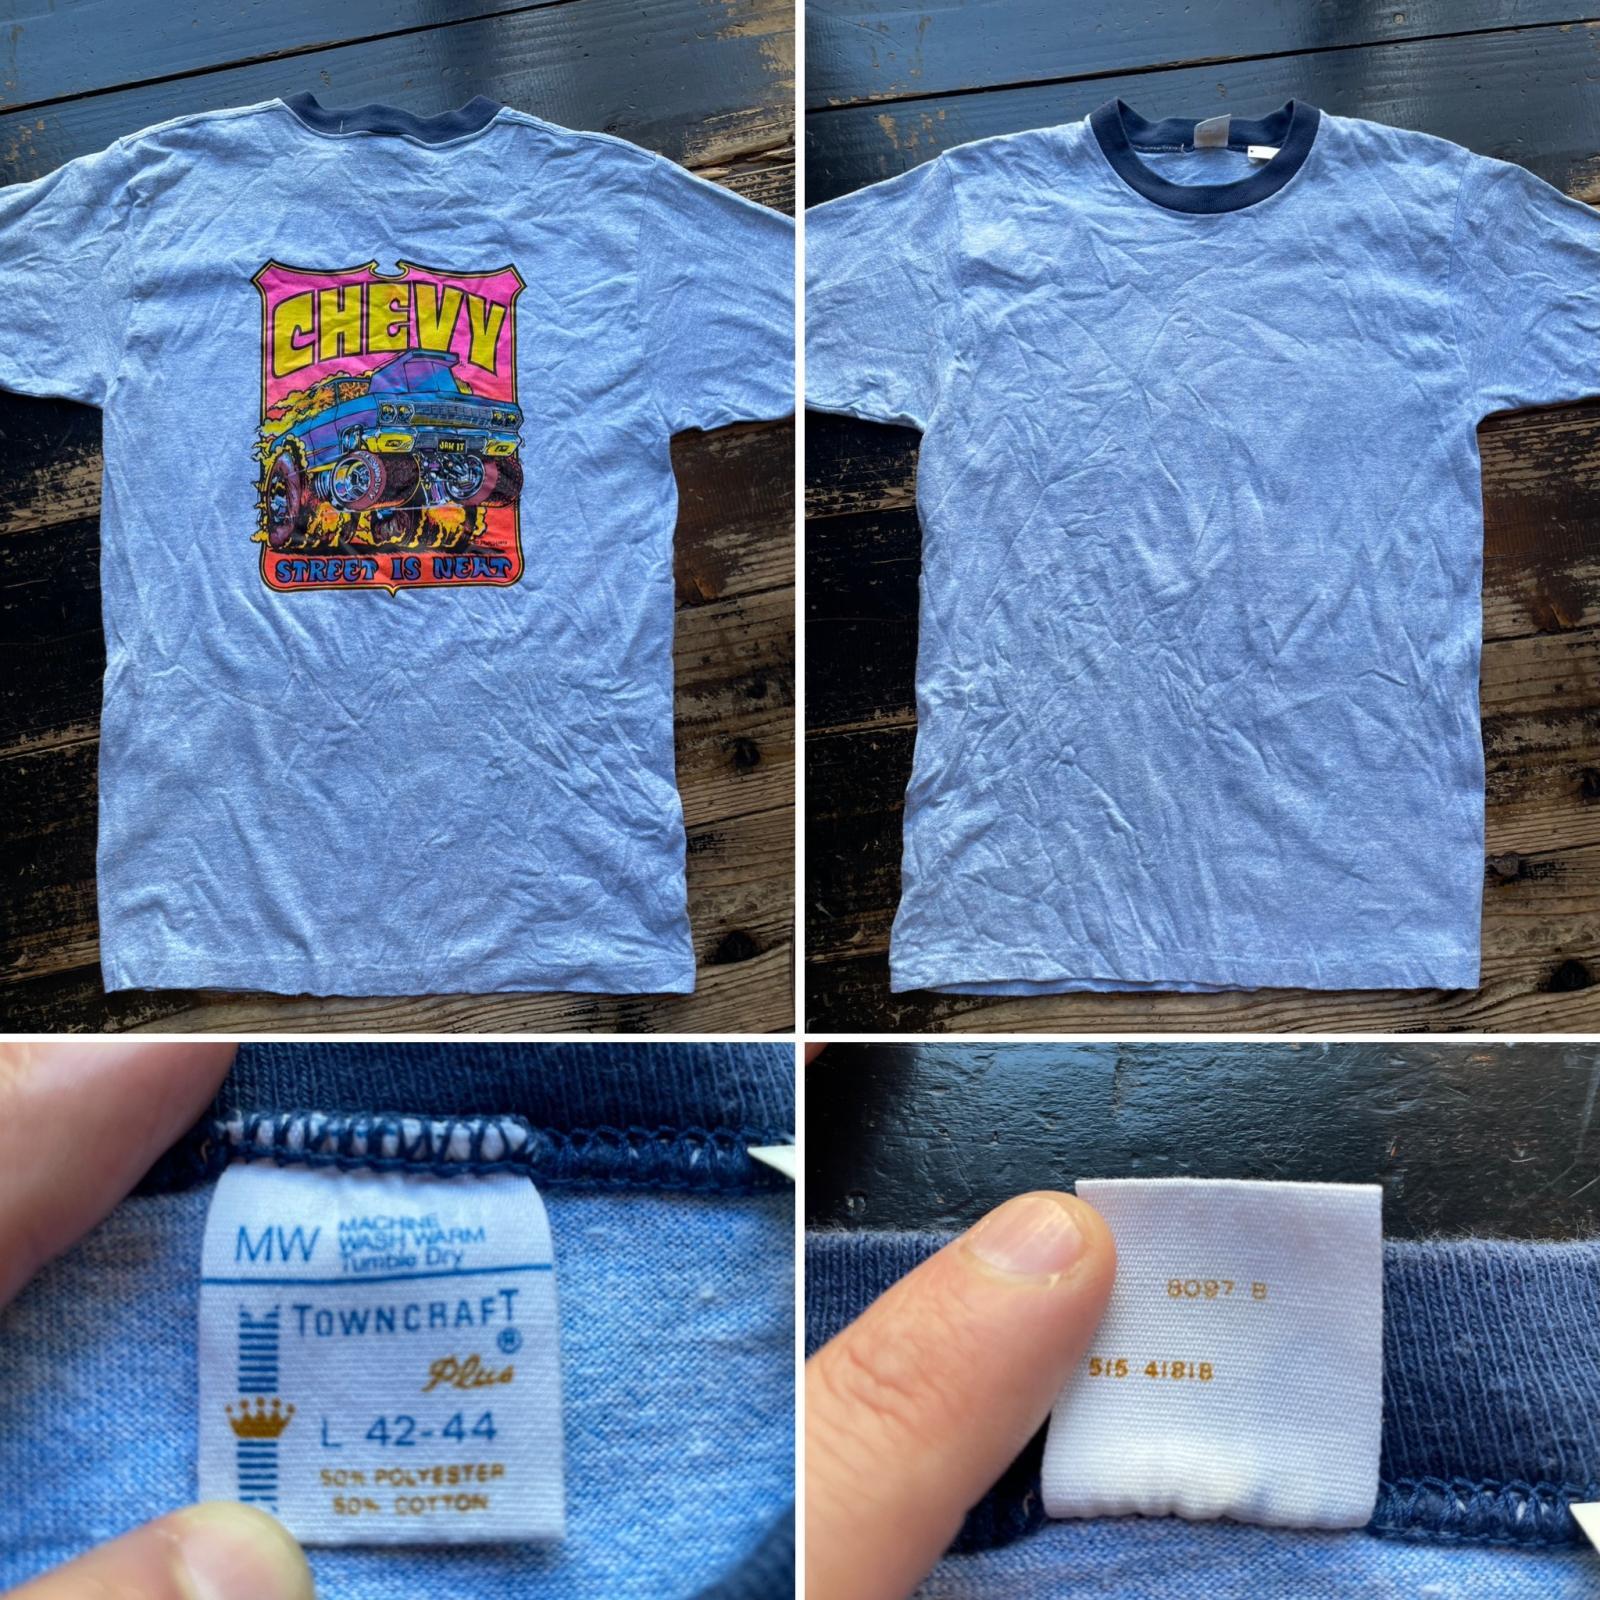 CHEVY
JAM IT
STREET IS NEAT
MW
MACHINE
WASH WARM
Tumble Dry
TOWNCRAFT
®
Plus
L 42-44
50% POLYESTER
50% COTTON
8097 B
515 4181B